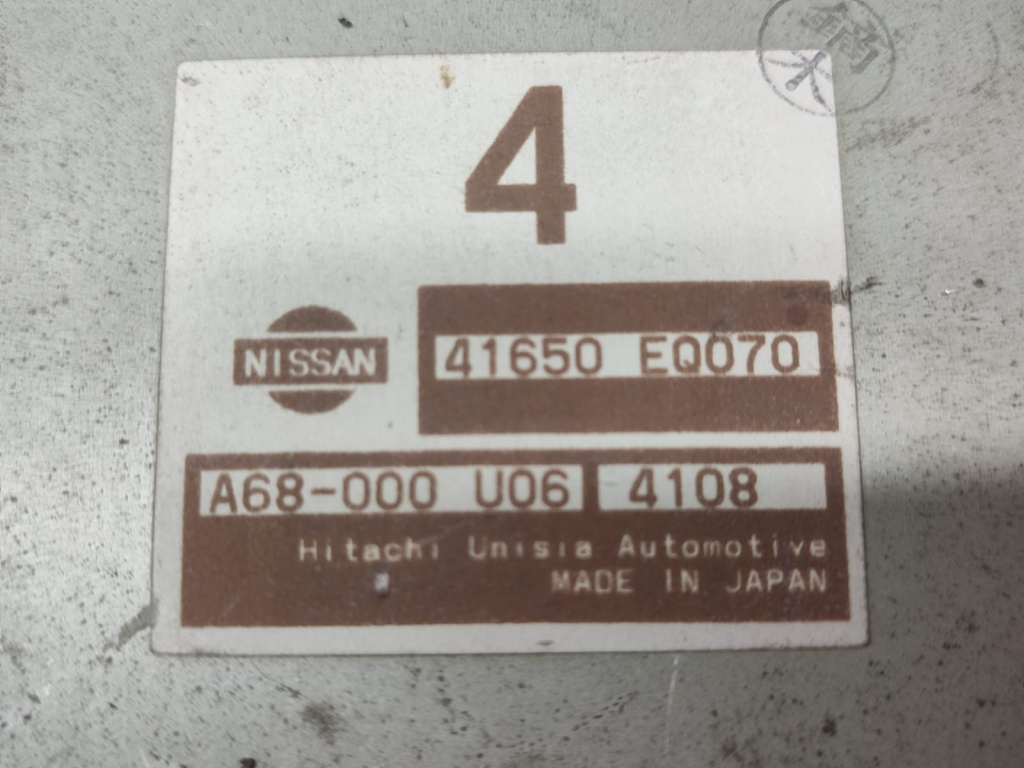 4
NISSAN
41650 EQ070
A68-000 U06 4108
Hitachi Unisia Automotive
MADE IN JAPAN